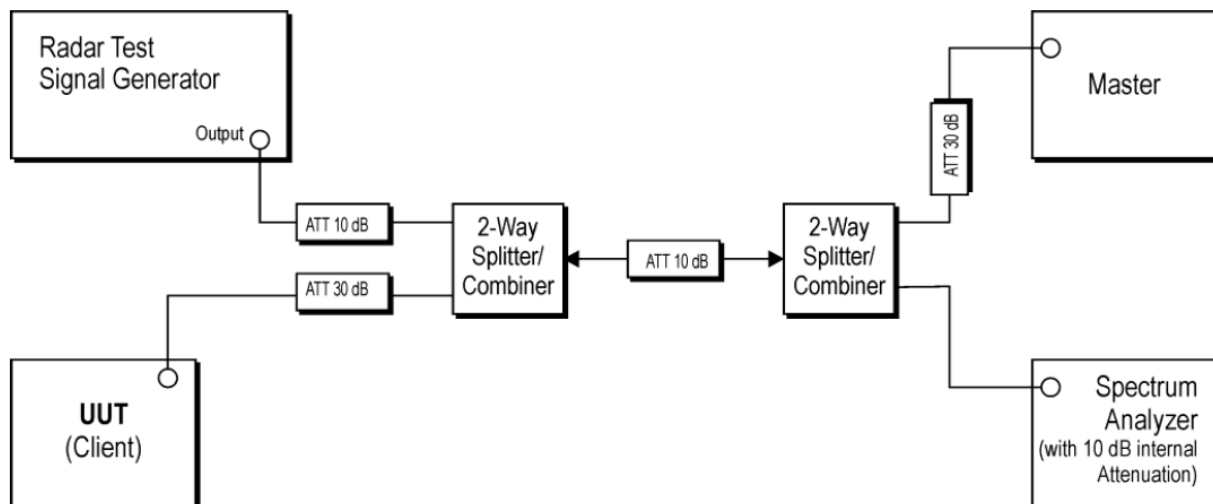 Radar Test
Signal Generator
Output
Master
ATT 30 dB
ATT 10 dB
2-Way
Splitter/
Combiner
ATT 10 dB
2-Way
Splitter/
Combiner
ATT 30 dB
UUT
(Client)
Spectrum
Analyzer
(with 10 dB internal
Attenuation)